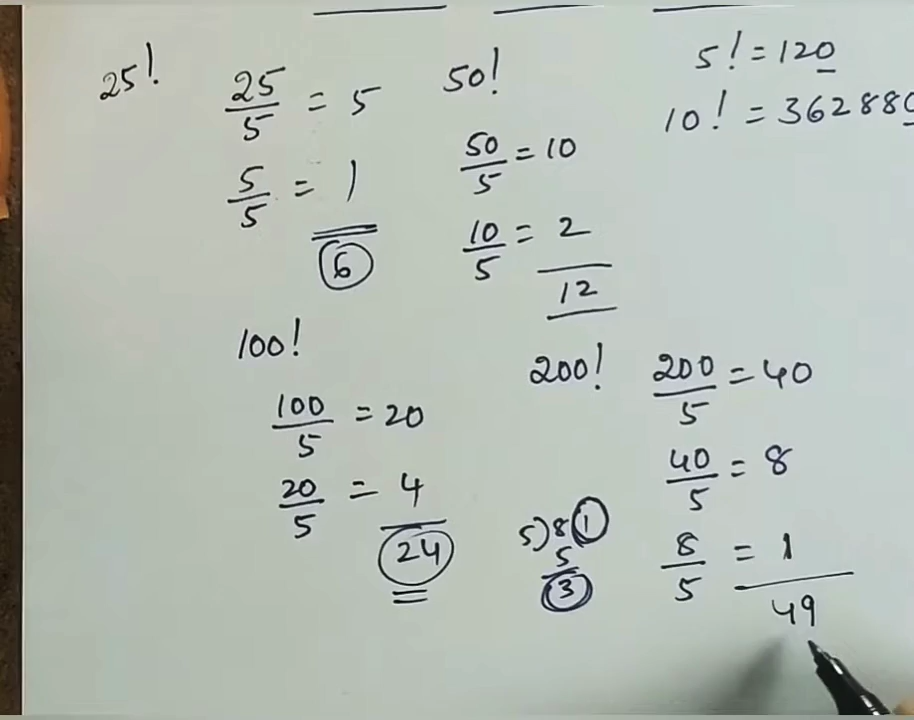 25!
25/5 = 5
5/5 = 1
6
50!
50/5 = 10
10/5 = 2
12
5! = 120
10! = 362880
100!
100/5 = 20
20/5 = 4
24
200!
200/5 = 40
40/5 = 8
5)8(1
5
3
8/5 = 1
49